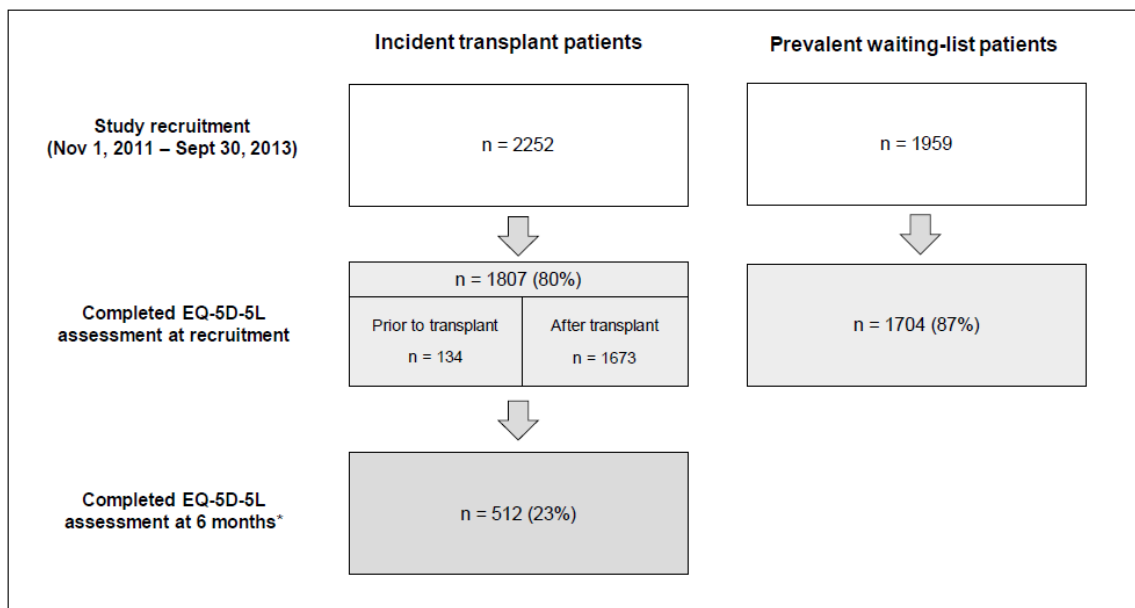 Incident transplant patients
Prevalent waiting-list patients
Study recruitment
(Nov 1, 2011 – Sept 30, 2013)
n = 2252
n = 1959
Completed EQ-5D-5L
assessment at recruitment
n = 1807 (80%)
Prior to transplant
n = 134
After transplant
n = 1673
n = 1704 (87%)
Completed EQ-5D-5L
assessment at 6 months*
n = 512 (23%)